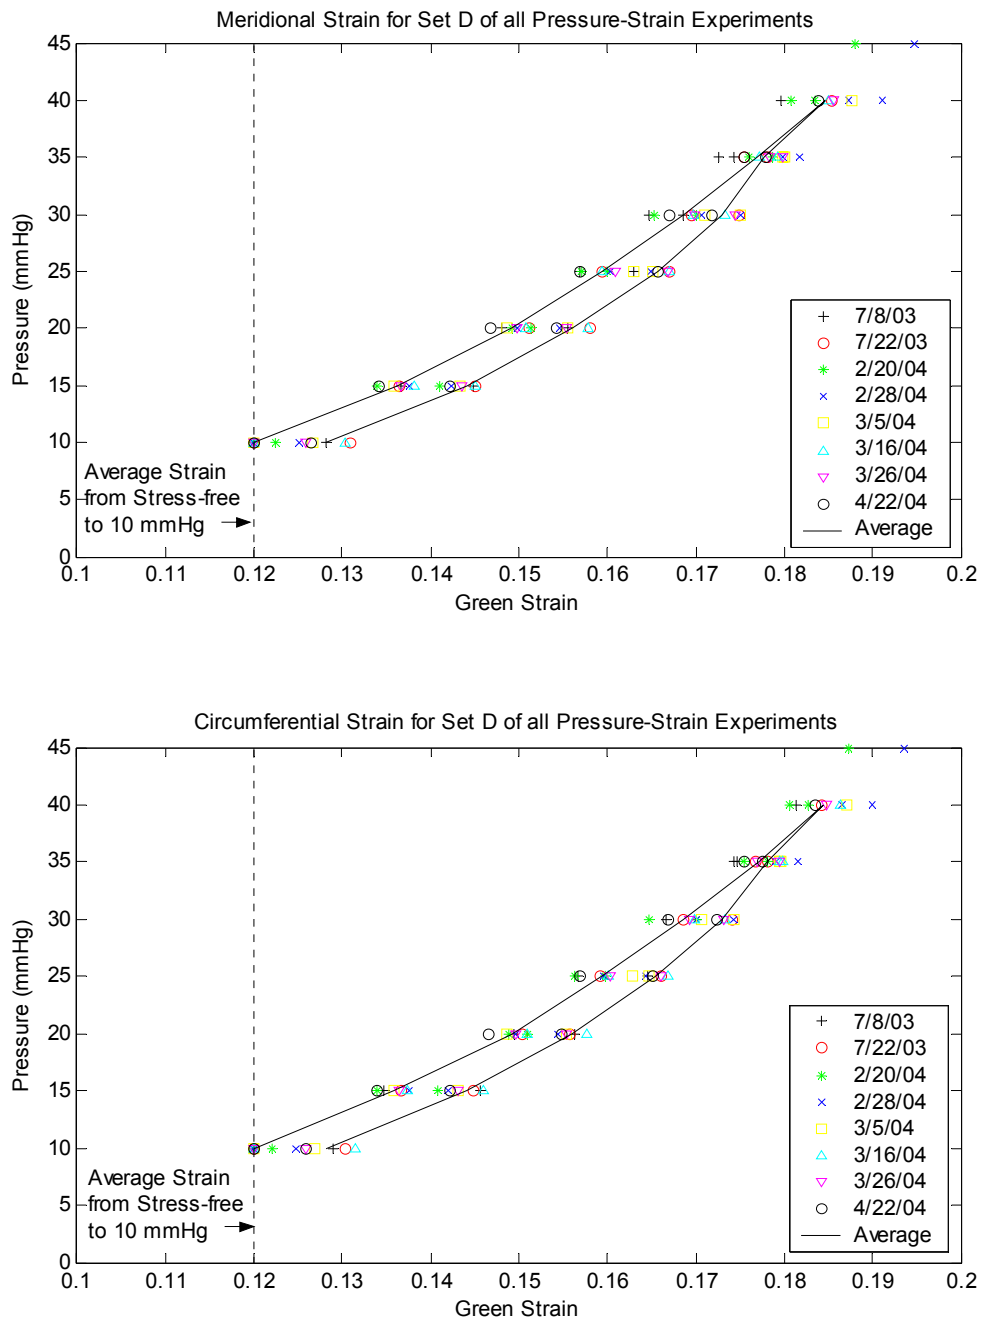 Meridional Strain for Set D of all Pressure-Strain Experiments
45
40
35
30
25
20
15
10
5
0
Pressure (mmHg)
Average Strain
from Stress-free
to 10 mmHg
7/8/03
7/22/03
2/20/04
2/28/04
3/5/04
3/16/04
3/26/04
4/22/04
Average
0.1 0.11 0.12 0.13 0.14 0.15 0.16 0.17 0.18 0.19 0.2
Green Strain
Circumferential Strain for Set D of all Pressure-Strain Experiments
45
40
35
30
25
20
15
10
5
0
Pressure (mmHg)
Average Strain
from Stress-free
to 10 mmHg
7/8/03
7/22/03
2/20/04
2/28/04
3/5/04
3/16/04
3/26/04
4/22/04
Average
0.1 0.11 0.12 0.13 0.14 0.15 0.16 0.17 0.18 0.19 0.2
Green Strain